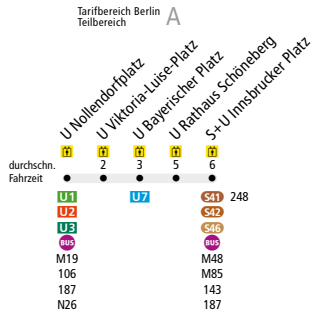 Tarifbereich Berlin
Teilbereich A
U Nollendorfplatz
U Viktoria-Luise-Platz
U Bayerischer Platz
U Rathaus Schöneberg
S+U Innsbrucker Platz
durchschn. 2 3 5 6
Fahrzeit
U1 U7 S41 248
U2 S42
U3 S46
BUS BUS
M19 M48
106 M85
187 143
N26 187